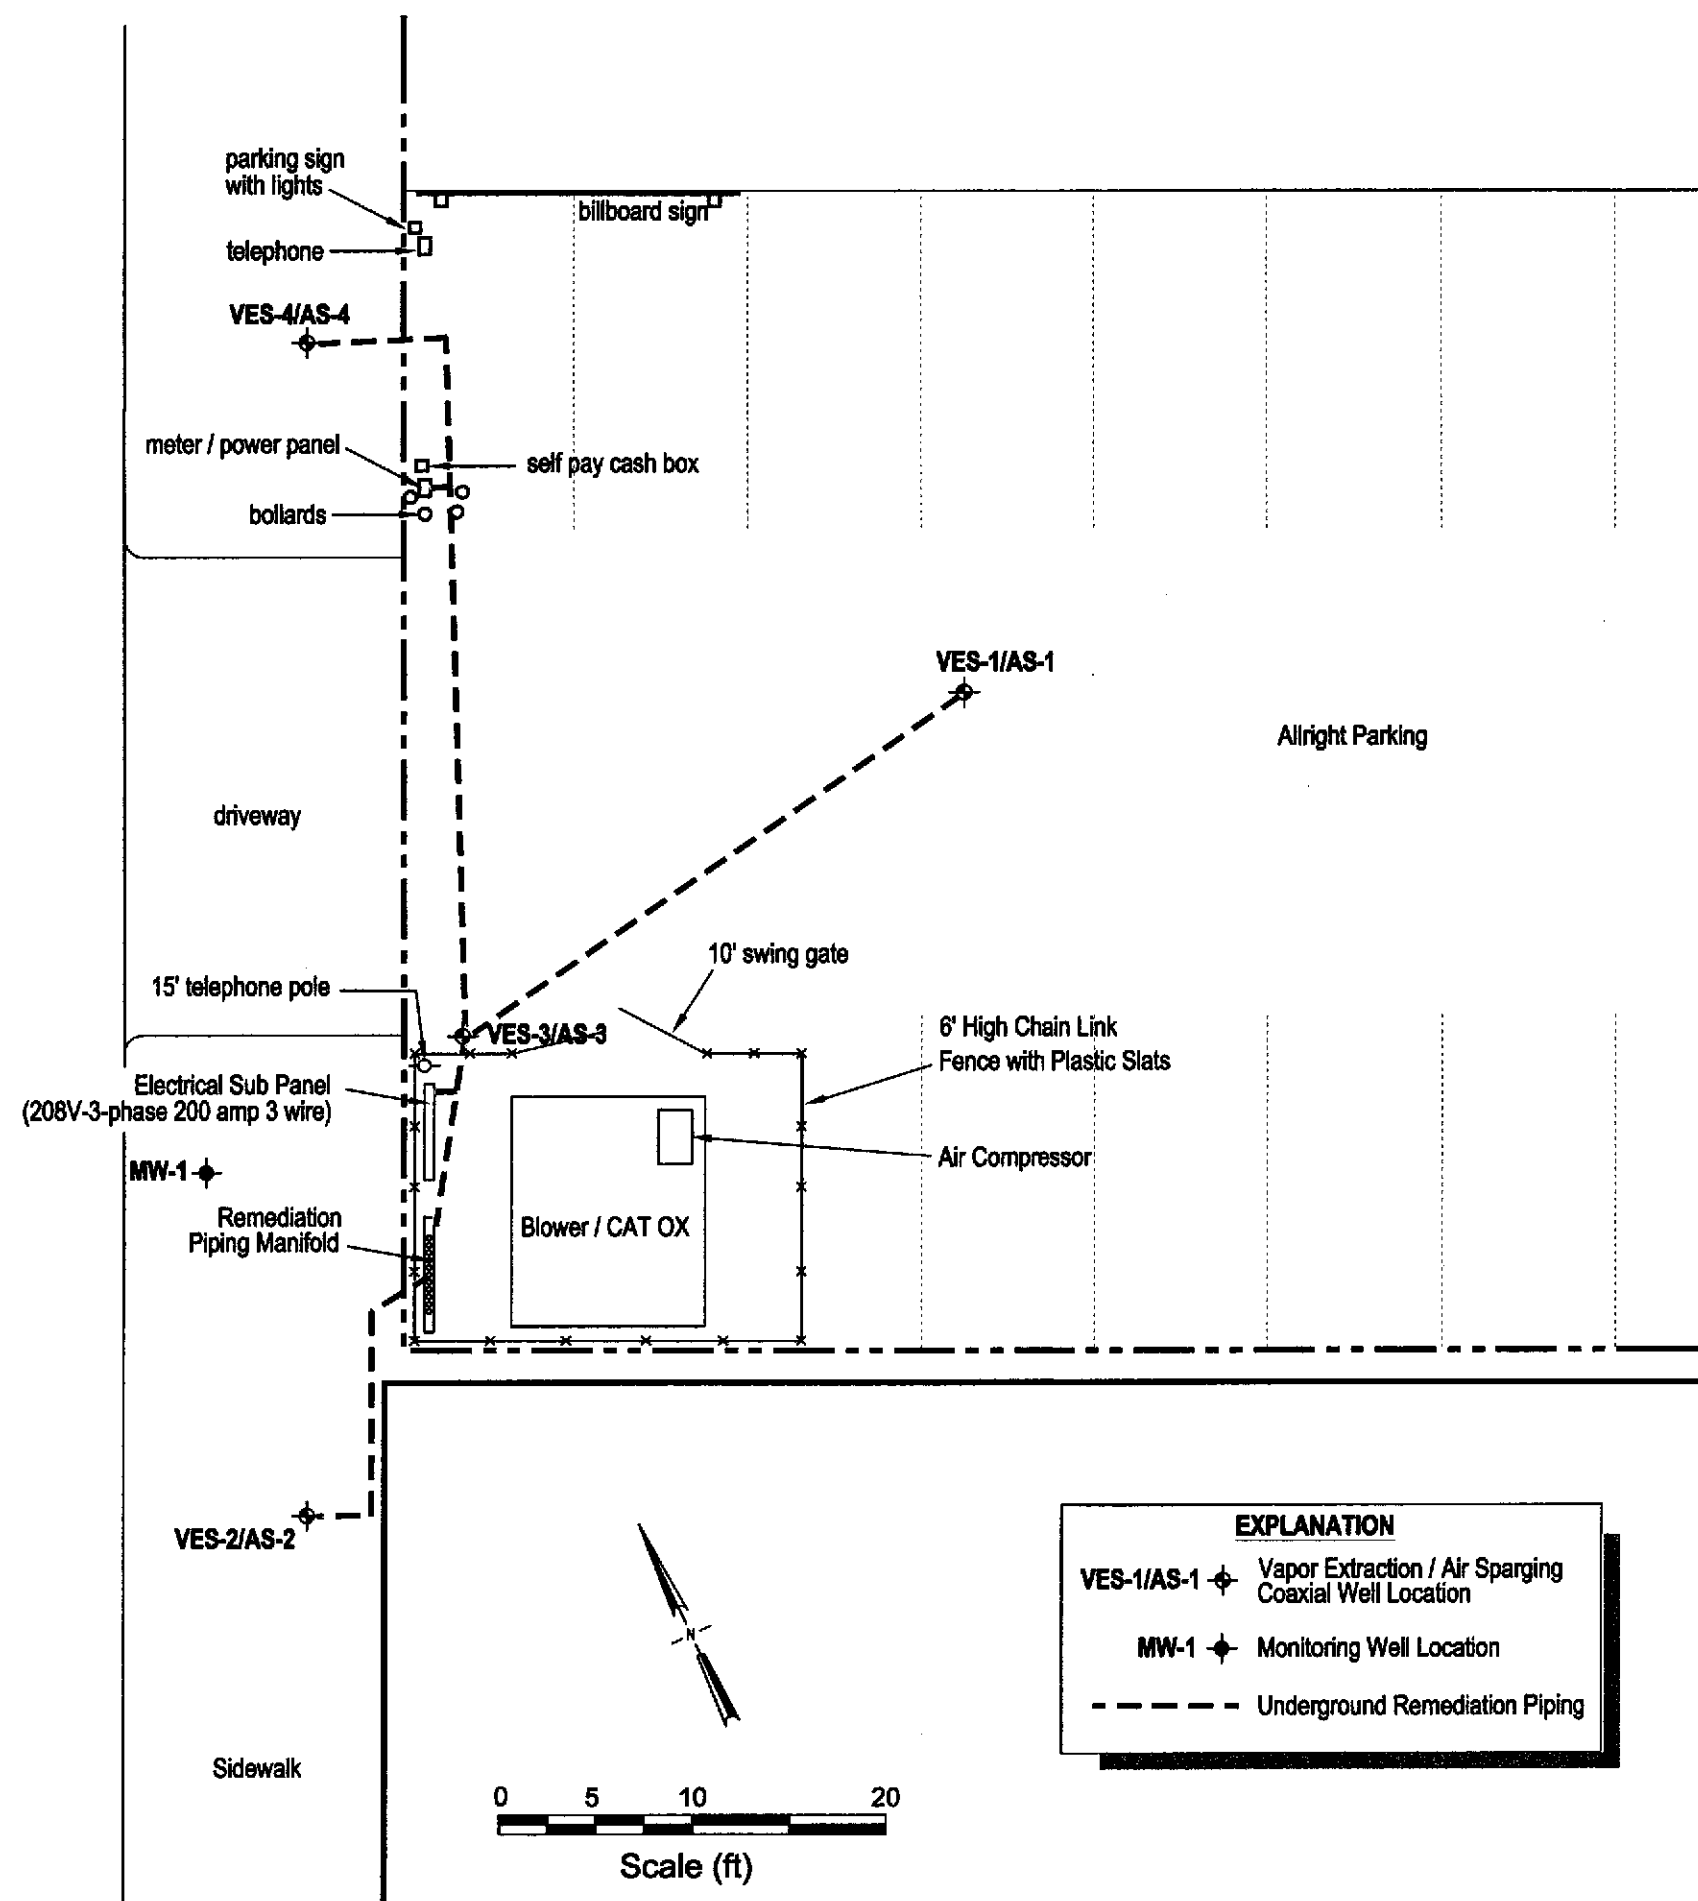 parking sign
with lights
billboard sign
telephone
VES-4/AS-4
meter / power panel
self pay cash box
bollards
VES-1/AS-1
Allright Parking
driveway
10' swing gate
15' telephone pole
VES-3/AS-3
6' High Chain Link
Fence with Plastic Slats
Electrical Sub Panel
(208V-3-phase 200 amp 3 wire)
Air Compressor
MW-1
Remediation
Piping Manifold
Blower / CAT OX
VES-2/AS-2
N
Sidewalk
0 5 10 20
Scale (ft)
EXPLANATION
VES-1/AS-1 Vapor Extraction / Air Sparging
Coaxial Well Location
MW-1 Monitoring Well Location
Underground Remediation Piping